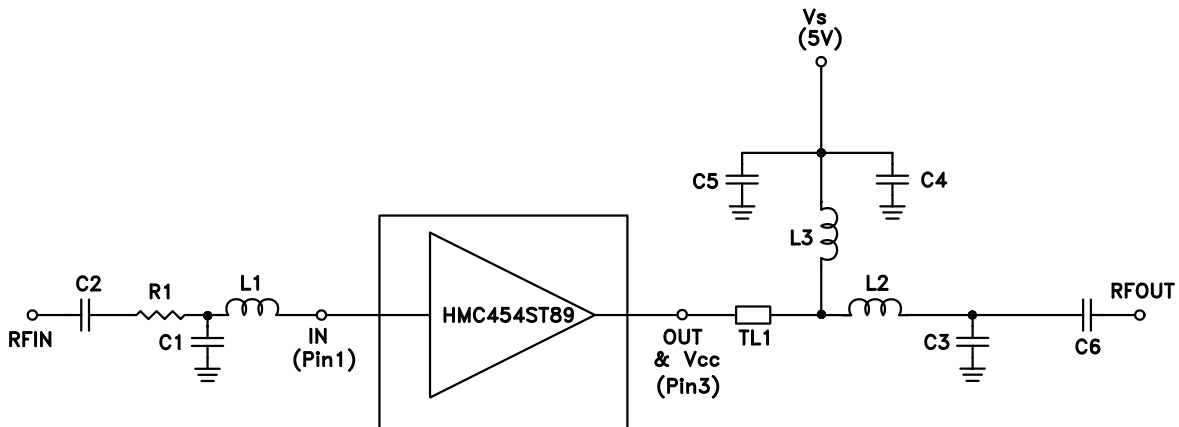 Vs
(5V)
C5
C4
L3
C2
R1
L1
HMC454ST89
L2
RFOUT
RFIN
C1
IN
(Pin1)
OUT
& Vcc
(Pin3)
TL1
C3
C6